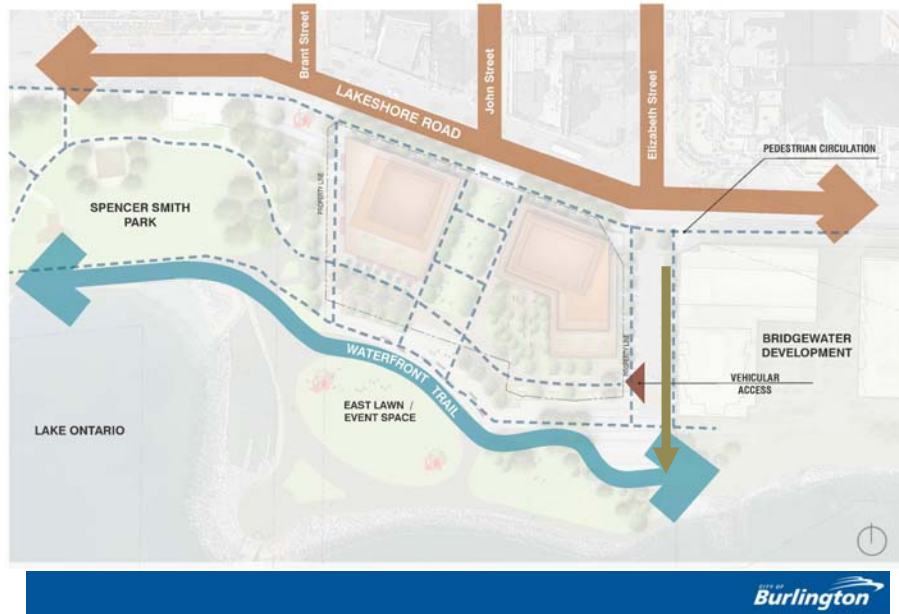 Brant Street
John Street
Elizabeth Street
LAKESHORE ROAD
PEDESTRIAN CIRCULATION
PROPERTY LINE
SPENCER SMITH
PARK
PROPERTY LINE
BRIDGEWATER
DEVELOPMENT
WATERFRONT TRAIL
VEHICULAR
ACCESS
EAST LAWN /
EVENT SPACE
LAKE ONTARIO
CITY OF
Burlington